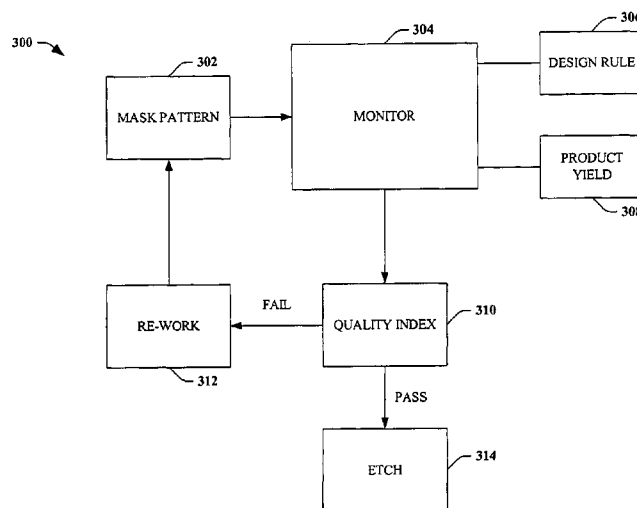 300
302
304
306
MASK PATTERN
MONITOR
DESIGN RULE
PRODUCT
YIELD
308
FAIL
RE-WORK
QUALITY INDEX
310
312
PASS
ETCH
314